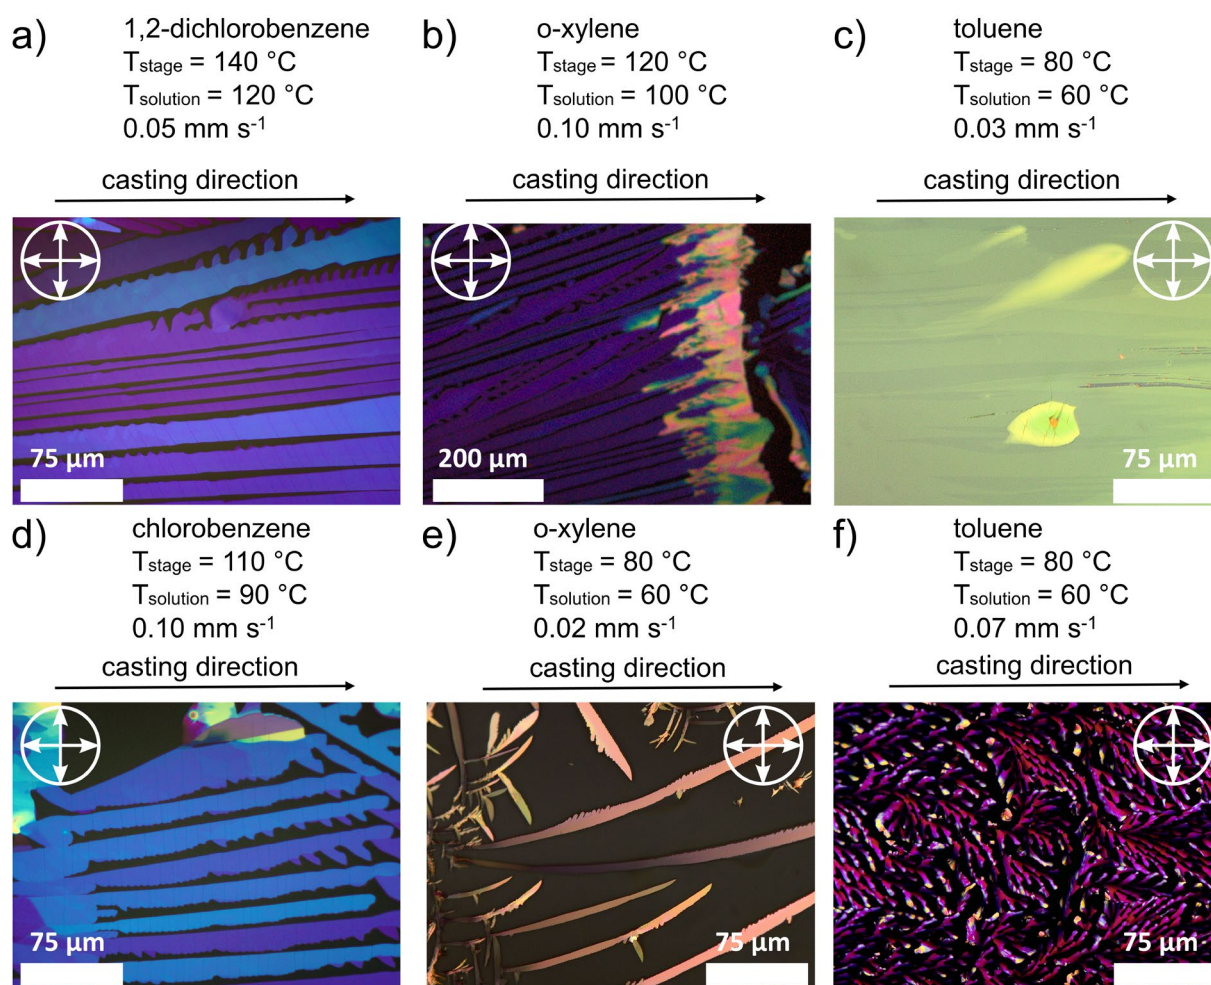 a)
1,2-dichlorobenzene
Tstage = 140 °C
Tsolution = 120 °C
0.05 mm s-1
casting direction
75 µm
b)
o-xylene
Tstage = 120 °C
Tsolution = 100 °C
0.10 mm s-1
casting direction
200 µm
c)
toluene
Tstage = 80 °C
Tsolution = 60 °C
0.03 mm s-1
casting direction
75 µm
d)
chlorobenzene
Tstage = 110 °C
Tsolution = 90 °C
0.10 mm s-1
casting direction
75 µm
e)
o-xylene
Tstage = 80 °C
Tsolution = 60 °C
0.02 mm s-1
casting direction
75 µm
f)
toluene
Tstage = 80 °C
Tsolution = 60 °C
0.07 mm s-1
casting direction
75 µm